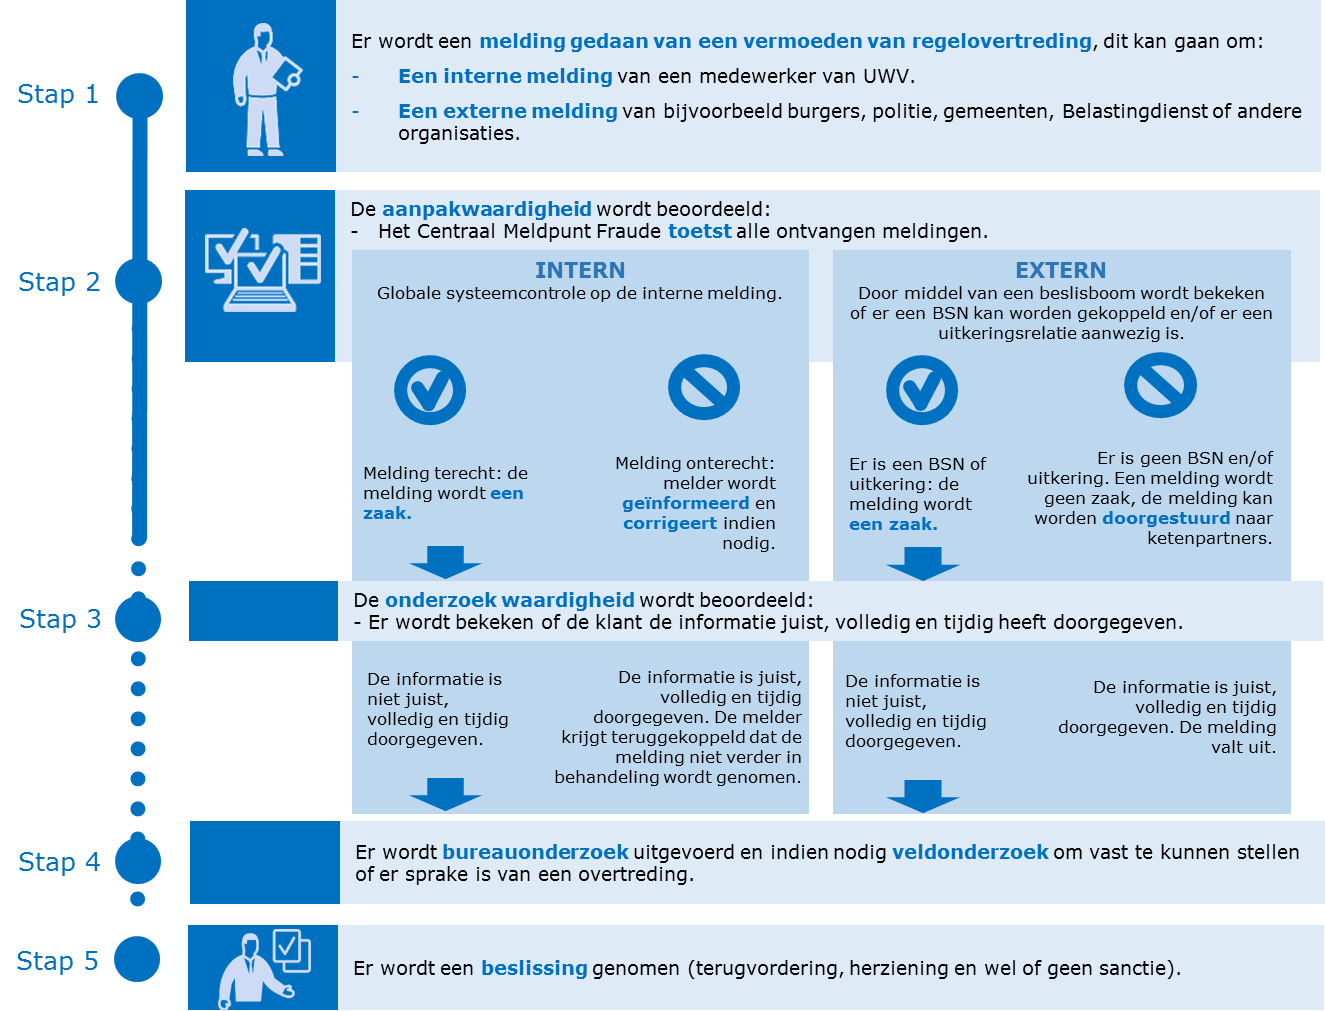 Stap 1
Er wordt een melding gedaan van een vermoeden van regelovertreding, dit kan gaan om:
- Een interne melding van een medewerker van UWV.
- Een externe melding van bijvoorbeeld burgers, politie, gemeenten, Belastingdienst of andere
organisaties.
Stap 2
De aanpakwaardigheid wordt beoordeeld:
- Het Centraal Meldpunt Fraude toetst alle ontvangen meldingen.
INTERN
Globale systeemcontrole op de interne melding.
Melding terecht: de
melding wordt een
zaak.
Melding onterecht:
melder wordt
geïnformeerd en
corrigeert indien
nodig.
EXTERN
Door middel van een beslisboom wordt bekeken
of er een BSN kan worden gekoppeld en/of er een
uitkeringsrelatie aanwezig is.
Er is een BSN of
uitkering: de
melding wordt
een zaak.
Er is geen BSN en/of
uitkering. Een melding wordt
geen zaak, de melding kan
worden doorgestuurd naar
ketenpartners.
Stap 3
De onderzoek waardigheid wordt beoordeeld:
- Er wordt bekeken of de klant de informatie juist, volledig en tijdig heeft doorgegeven.
De informatie is
niet juist,
volledig en tijdig
doorgegeven.
De informatie is juist,
volledig en tijdig
doorgegeven. De melder
krijgt teruggekoppeld dat de
melding niet verder in
behandeling wordt genomen.
De informatie is
niet juist,
volledig en tijdig
doorgegeven.
De informatie is juist,
volledig en tijdig
doorgegeven. De melding
valt uit.
Stap 4
Er wordt bureauonderzoek uitgevoerd en indien nodig veldonderzoek om vast te kunnen stellen
of er sprake is van een overtreding.
Stap 5
Er wordt een beslissing genomen (terugvordering, herziening en wel of geen sanctie).